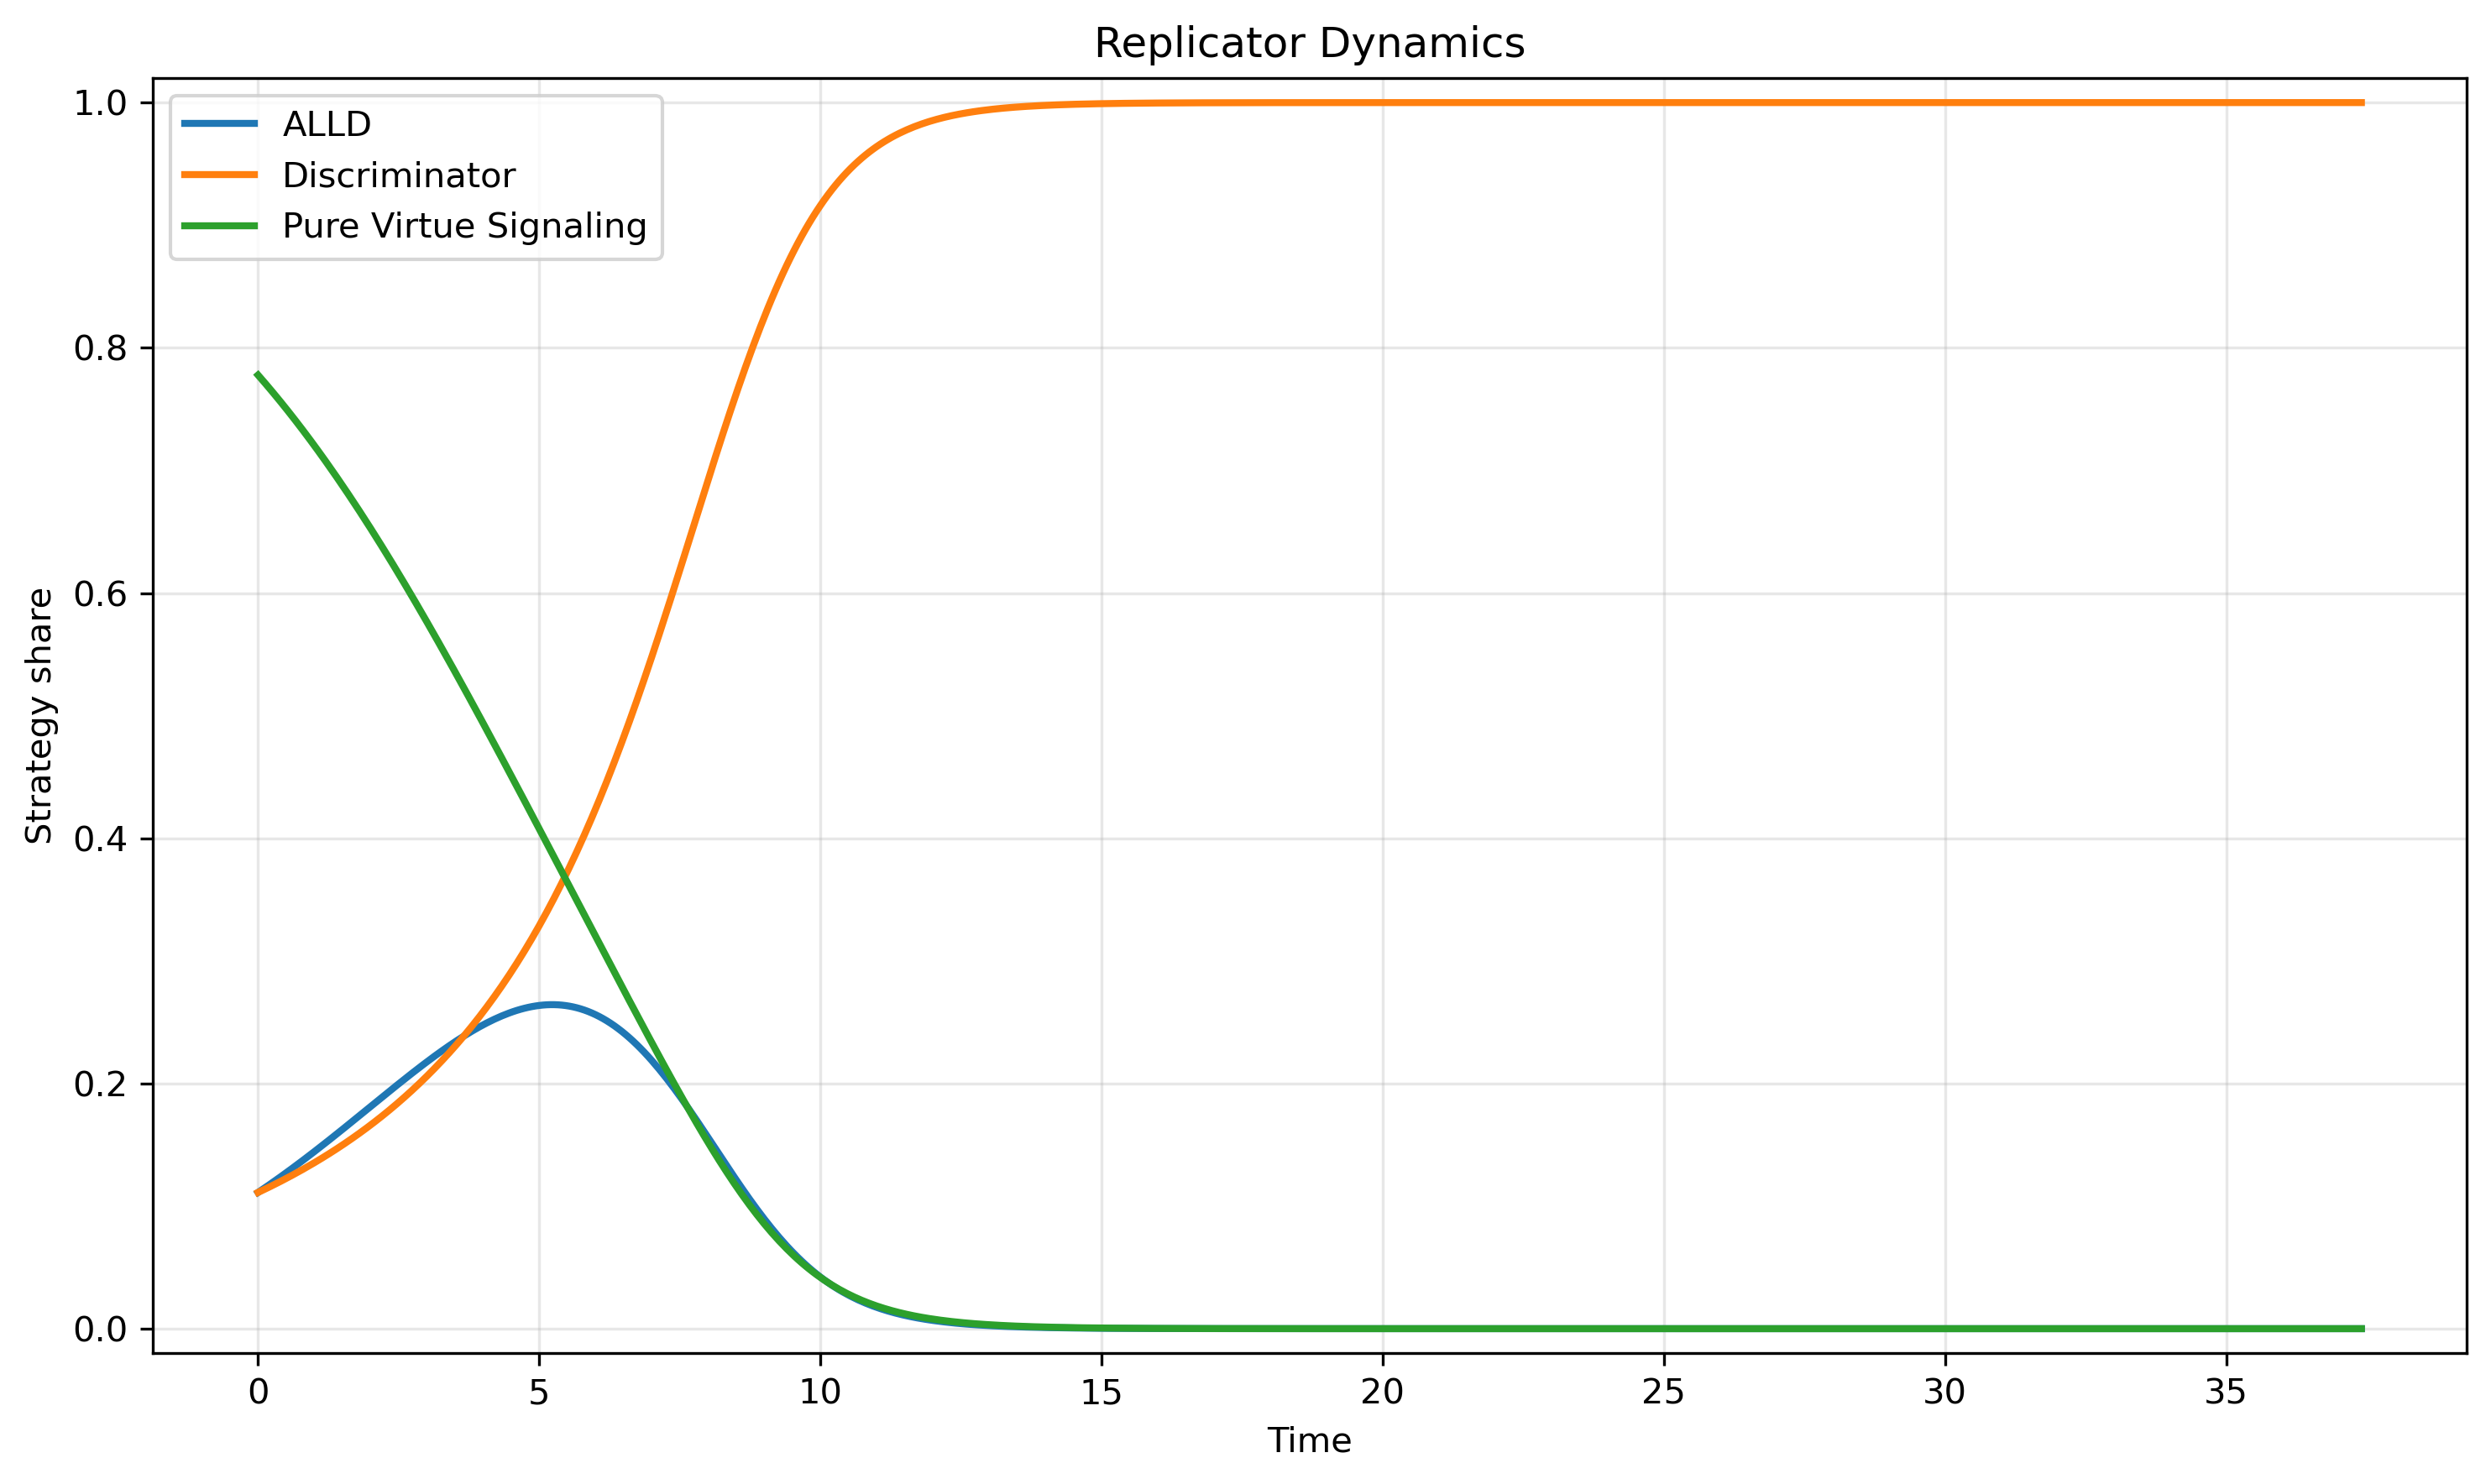 Replicator Dynamics
ALLD
Discriminator
Pure Virtue Signaling
1.0
0.8
0.6
0.4
0.2
0.0
Strategy share
0 5 10 15 20 25 30 35
Time